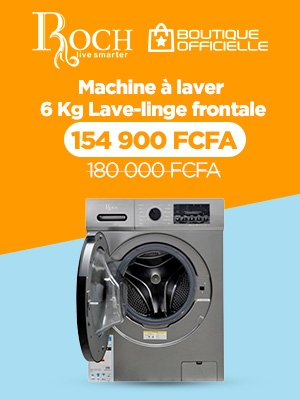 ROCH
live smarter
BOUTIQUE
OFFICIELLE
Machine à laver
6 Kg Lave-linge frontale
154 900 FCFA
180 000 FCFA